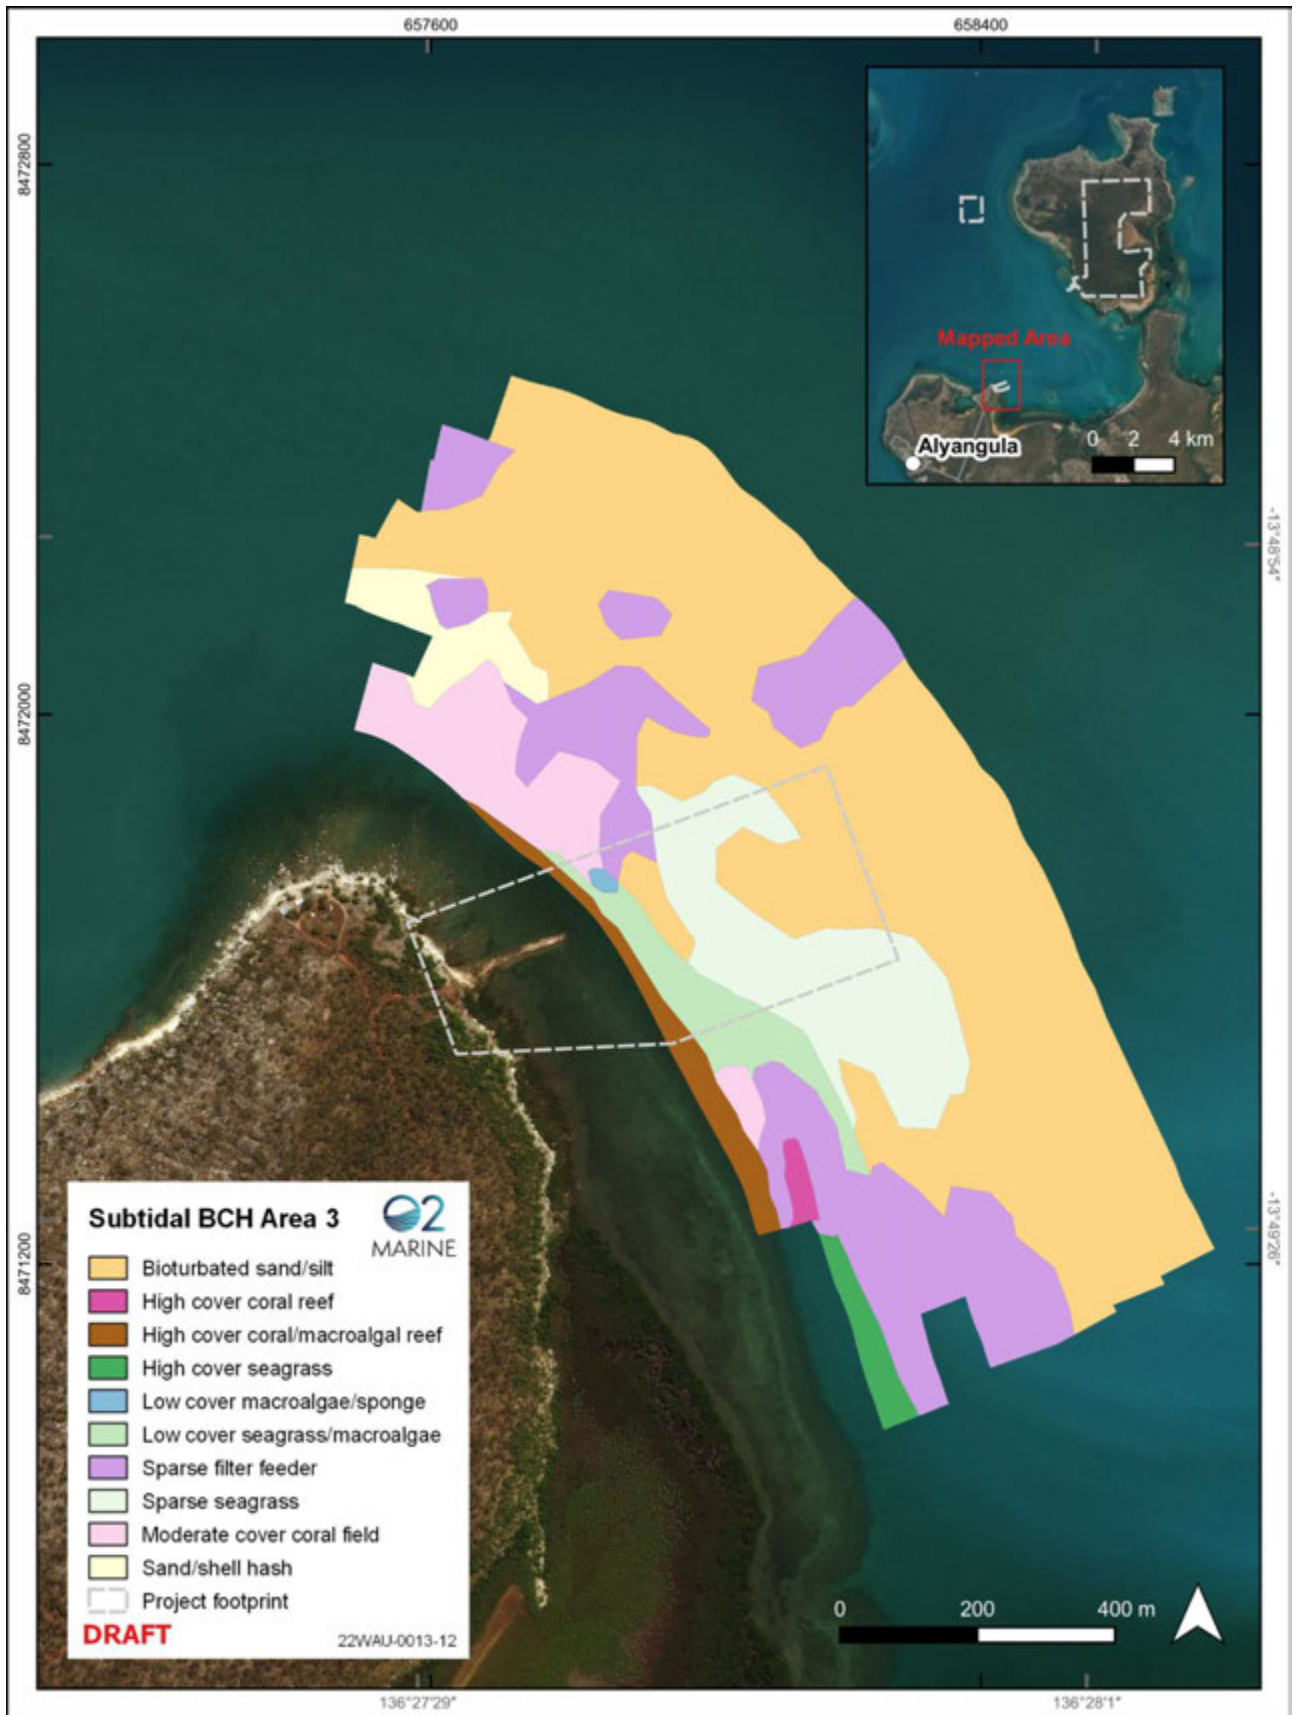 657600
658400
8472800
8472000
8471200
Mapped Area
Alyangula
0 2 4 km
-13°48'54"
-13°49'26"
Subtidal BCH Area 3
O2
MARINE
Bioturbated sand/silt
High cover coral reef
High cover coral/macroalgal reef
High cover seagrass
Low cover macroalgae/sponge
Low cover seagrass/macroalgae
Sparse filter feeder
Sparse seagrass
Moderate cover coral field
Sand/shell hash
Project footprint
DRAFT
22WAU-0013-12
0 200 400 m
136°27'29"
136°28'1"